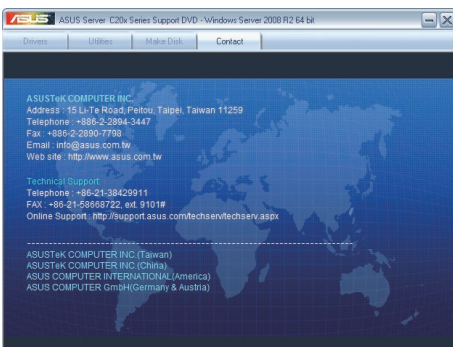 ASUS ASUS Server C20x Series Support DVD - Windows Server 2008 R2 64 bit
Drivers Utilities Make Disk Contact
ASUSTeK COMPUTER INC.
Address : 15 Li-Te Road, Peitou, Taipei, Taiwan 11259
Telephone : +886-2-2894-3447
Fax : +886-2-2890-7798
Email : info@asus.com.tw
Web site : http://www.asus.com.tw
Technical Support:
Telephone : +86-21-38429911
FAX : +86-21-58668722, ext. 9101#
Online Support : http://support.asus.com/techserv/techserv.aspx
ASUSTeK COMPUTER INC.(Taiwan)
ASUSTeK COMPUTER INC.(China)
ASUS COMPUTER INTERNATIONAL(America)
ASUS COMPUTER GmbH(Germany & Austria)